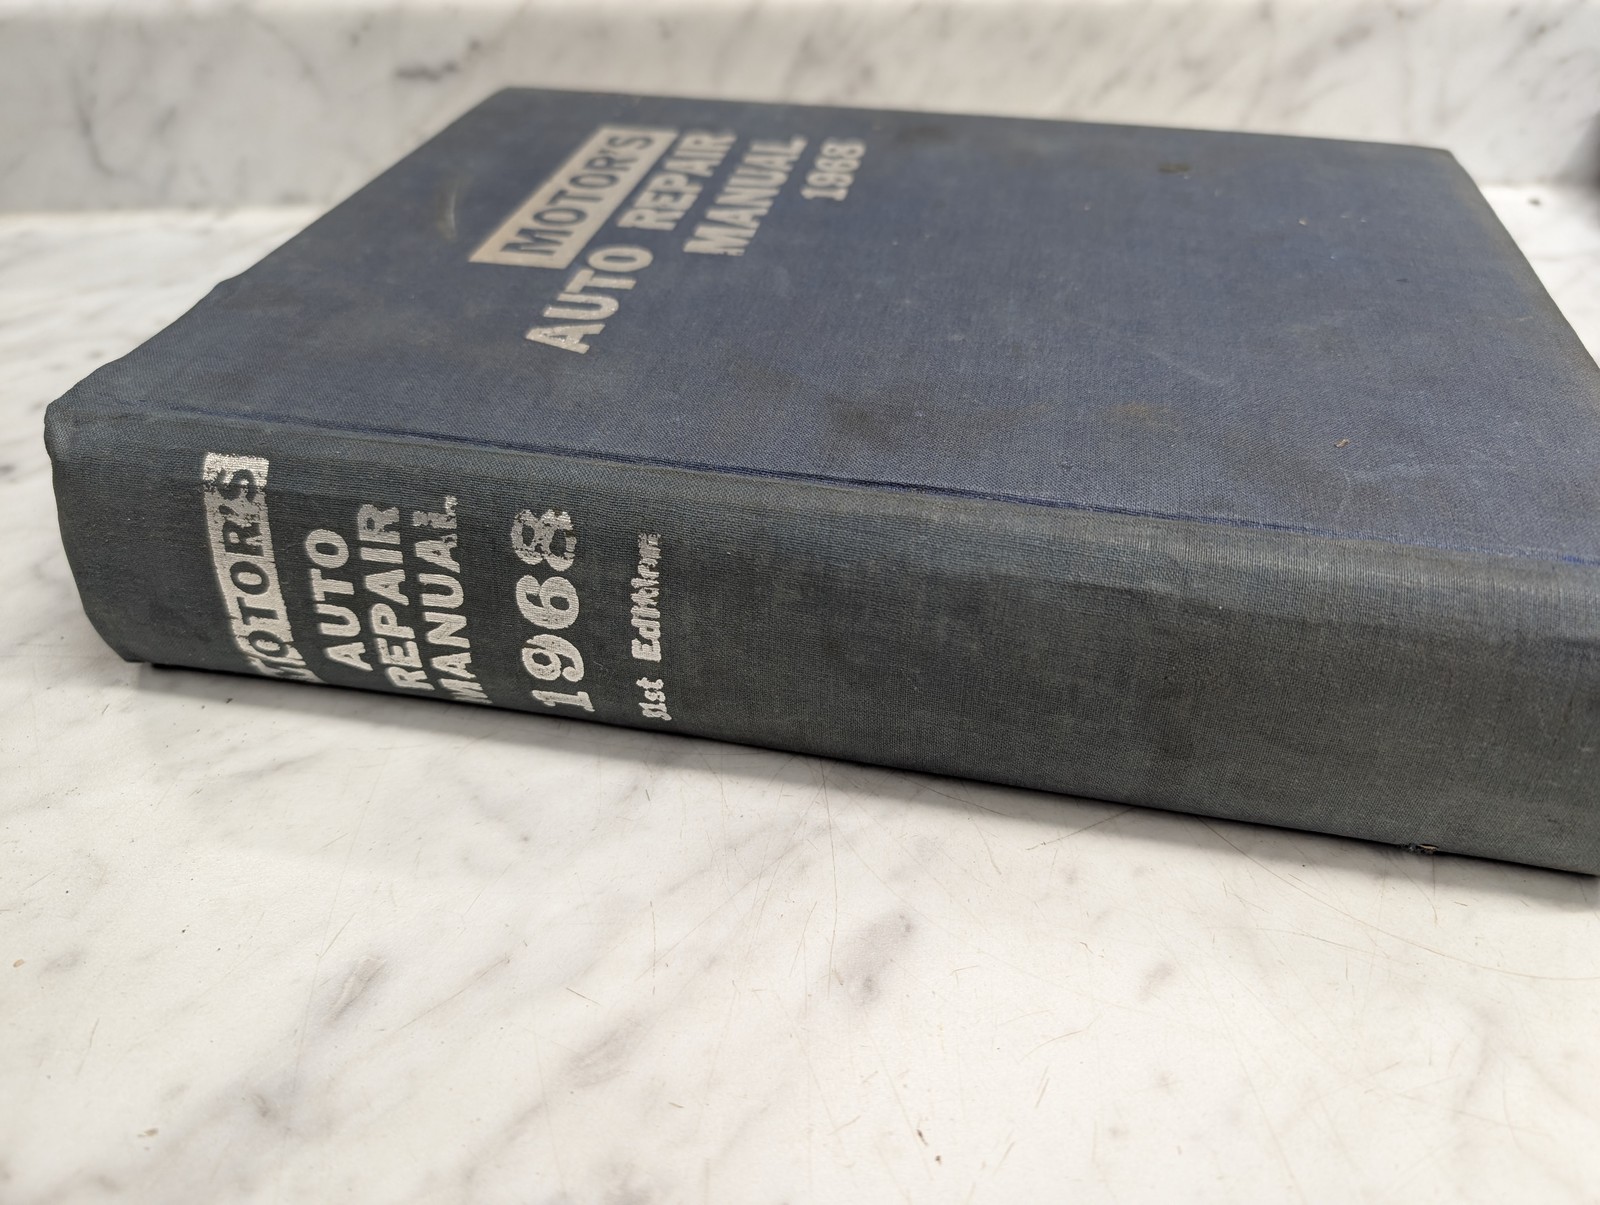 MOTOR'S
AUTO REPAIR
MANUAL
1968
MOTOR'S
AUTO
REPAIR
MANUAL
1968
31st Edition